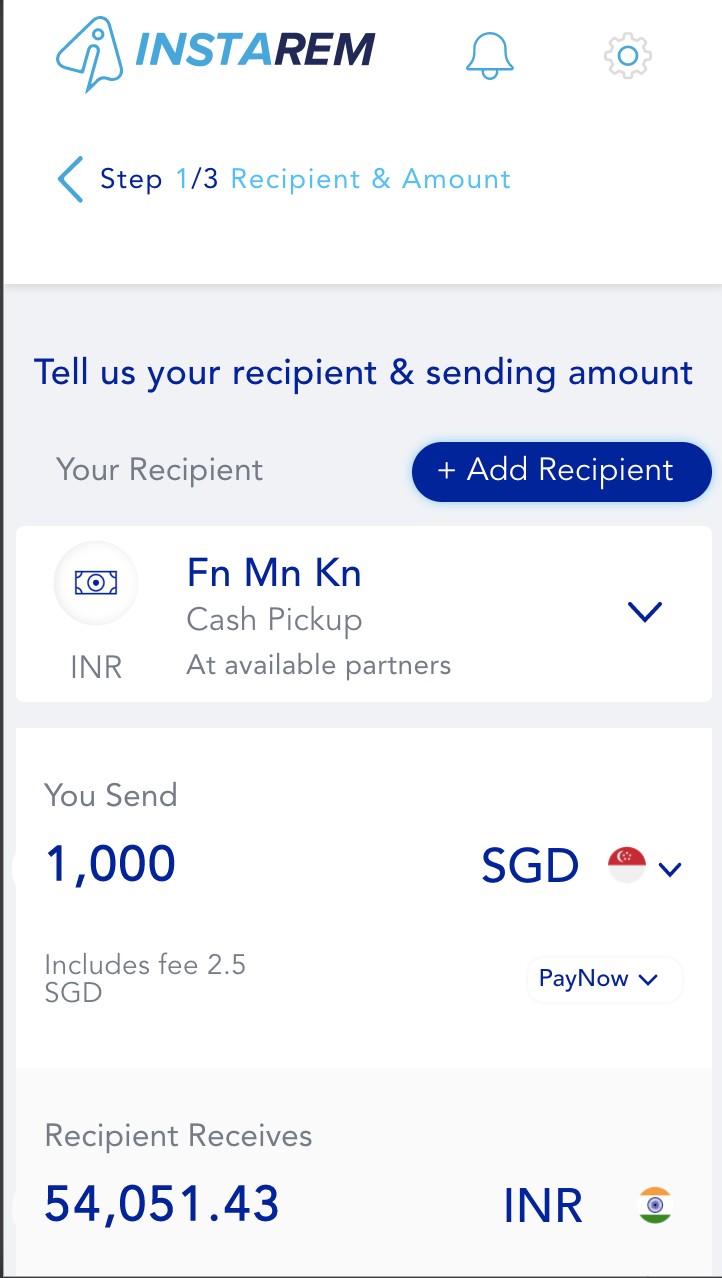 INSTAREM
Step 1/3 Recipient & Amount
Tell us your recipient & sending amount
Your Recipient
+ Add Recipient
Fn Mn Kn
Cash Pickup
INR
At available partners
You Send
1,000
SGD
Includes fee 2.5
SGD
PayNow
Recipient Receives
54,051.43
INR